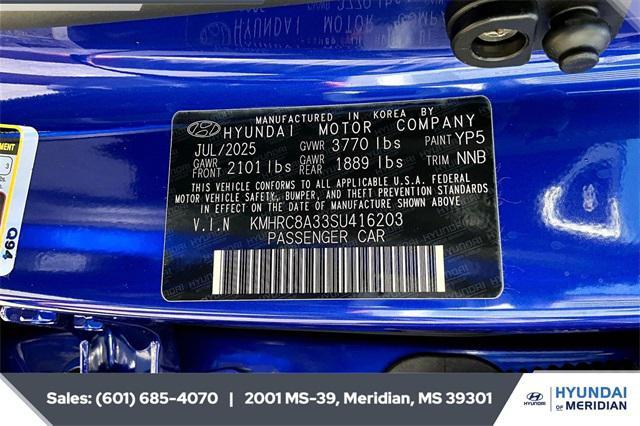 MANUFACTURED IN KOREA BY
HYUNDAI MOTOR COMPANY
JUL/2025 GVWR 3770 lbs PAINT YP5
GAWR FRONT 2101 lbs GAWR REAR 1889 lbs TRIM NNB
THIS VEHICLE CONFORMS TO ALL APPLICABLE U.S.A. FEDERAL
MOTOR VEHICLE SAFETY, BUMPER, AND THEFT PREVENTION STANDARDS
IN EFFECT ON THE DATE OF MANUFACTURE SHOWN ABOVE.
V.I.N KMHRC8A33SU416203
PASSENGER CAR
Q94
Sales: (601) 685-4070 | 2001 MS-39, Meridian, MS 39301
HYUNDAI
HYUNDAI
OF MERIDIAN